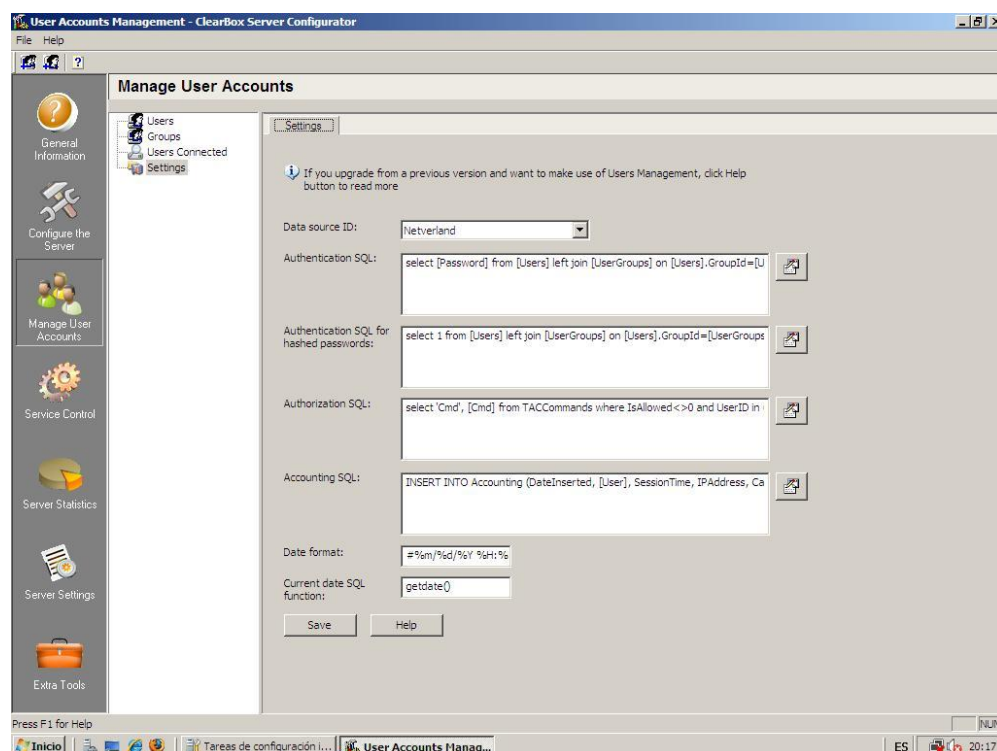 User Accounts Management - ClearBox Server Configurator
File Help
Manage User Accounts
General
Information
Configure the
Server
Manage User
Accounts
Service Control
Server Statistics
Server Settings
Extra Tools
Users
Groups
Users Connected
Settings
Settings
If you upgrade from a previous version and want to make use of Users Management, click Help
button to read more
Data source ID:
Netverland
Authentication SQL:
select [Password] from [Users] left join [UserGroups] on [Users].GroupId=[U
Authentication SQL for
hashed passwords:
select 1 from [Users] left join [UserGroups] on [Users].GroupId=[UserGroups
Authorization SQL:
select 'Cmd', [Cmd] from TACCommands where IsAllowed<>0 and UserID in
Accounting SQL:
INSERT INTO Accounting (DateInserted, [User], SessionTime, IPAddress, Ca
Date format:
#%m/%d/%Y %H:%
Current date SQL
function:
getdate()
Save Help
Press F1 for Help
NUM
Inicio
Tareas de configuración i...
User Accounts Manag...
ES
20:17